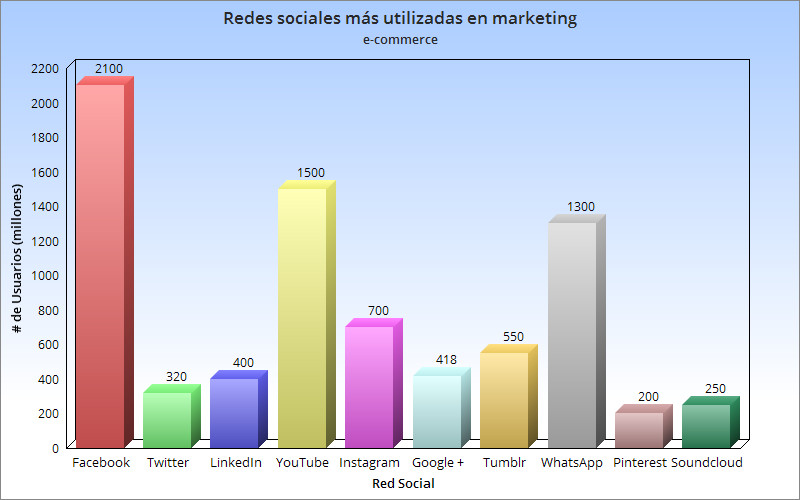 Redes sociales más utilizadas en marketing
e-commerce
# de Usuarios (millones)
2200
2000
1800
1600
1400
1200
1000
800
600
400
200
0
2100
320
400
1500
700
418
550
1300
200
250
Facebook
Twitter
LinkedIn
YouTube
Instagram
Google +
Tumblr
WhatsApp
Pinterest
Soundcloud
Red Social